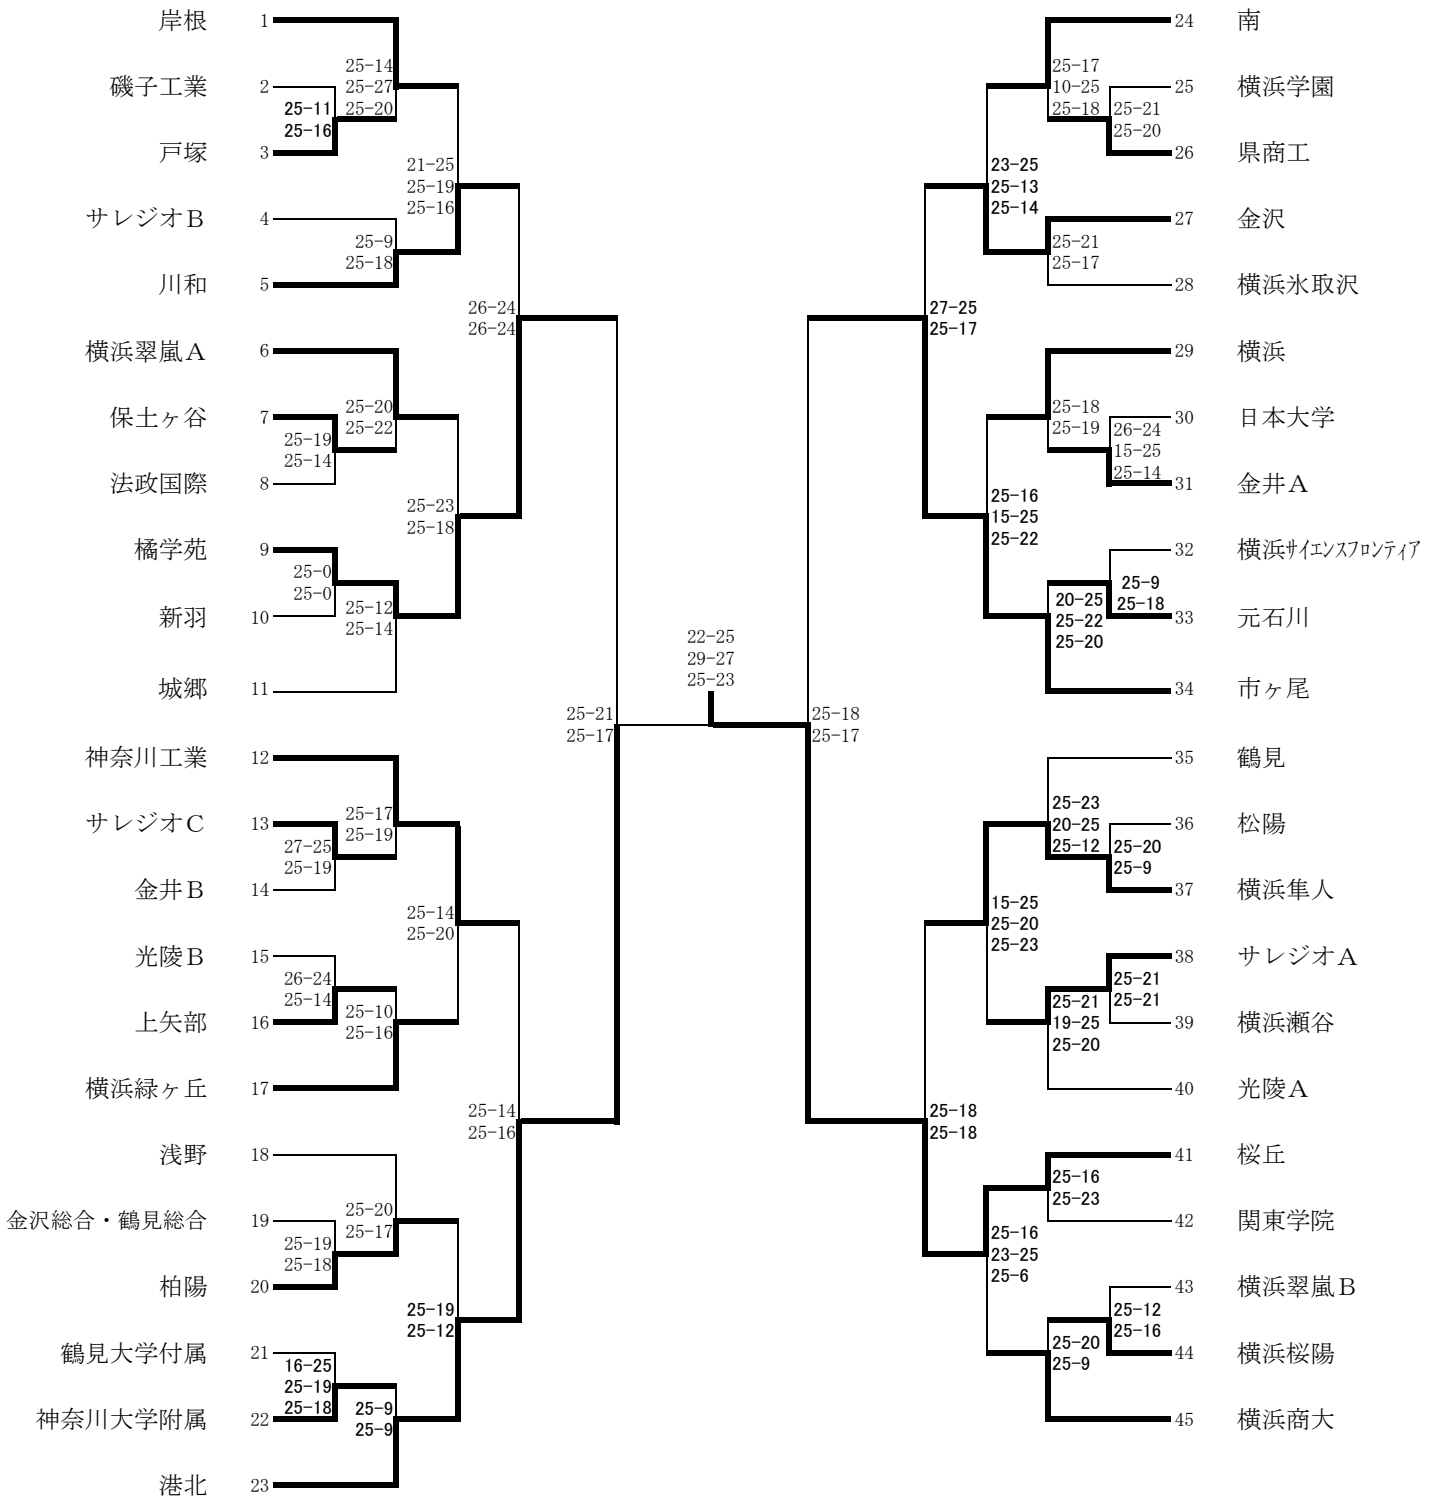 岸根 1
磯子工業 2
戸塚 3
サレジオB 4
川和 5
横浜翠嵐A 6
保土ヶ谷 7
法政国際 8
橘学苑 9
新羽 10
城郷 11
神奈川工業 12
サレジオC 13
金井B 14
光陵B 15
上矢部 16
横浜緑ヶ丘 17
浅野 18
金沢総合・鶴見総合 19
柏陽 20
鶴見大学付属 21
神奈川大学附属 22
港北 23
25-14
25-27
25-20
25-11
25-16
21-25
25-19
25-16
25-9
25-18
26-24
26-24
25-20
25-22
25-19
25-14
25-23
25-18
25-0
25-0
25-12
25-14
25-21
25-17
25-17
25-19
27-25
25-19
25-14
25-20
26-24
25-14
25-10
25-16
25-14
25-16
25-20
25-17
25-19
25-18
25-19
25-12
16-25
25-19
25-18
25-9
25-9
22-25
29-27
25-23
24 南
25 横浜学園
26 県商工
27 金沢
28 横浜氷取沢
29 横浜
30 日本大学
31 金井A
32 横浜ｻｲｴﾝｽﾌﾛﾝﾃｨｱ
33 元石川
34 市ヶ尾
35 鶴見
36 松陽
37 横浜隼人
38 サレジオA
39 横浜瀬谷
40 光陵A
41 桜丘
42 関東学院
43 横浜翠嵐B
44 横浜桜陽
45 横浜商大
25-17
10-25
25-18
25-21
25-20
23-25
25-13
25-14
25-21
25-17
27-25
25-17
25-18
25-19
26-24
15-25
25-14
25-16
15-25
25-22
25-9
25-18
20-25
25-22
25-20
25-18
25-17
25-23
20-25
25-12
25-20
25-9
15-25
25-20
25-23
25-21
25-21
25-21
19-25
25-20
25-18
25-18
25-16
25-23
25-16
23-25
25-6
25-12
25-16
25-20
25-9